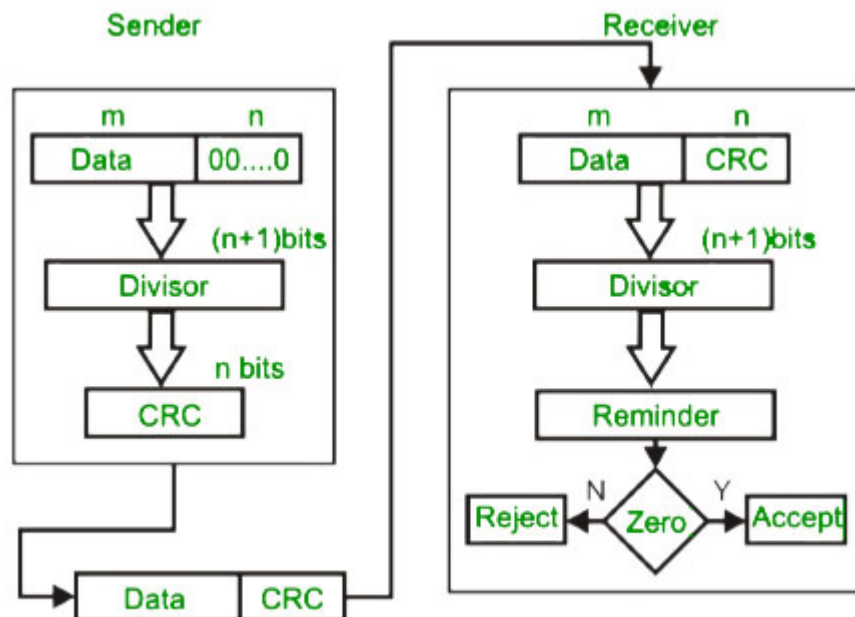 Sender
m n
Data 00....0
(n+1)bits
Divisor
n bits
CRC
Data CRC
Receiver
m n
Data CRC
(n+1)bits
Divisor
Reminder
N Y
Reject Zero Accept